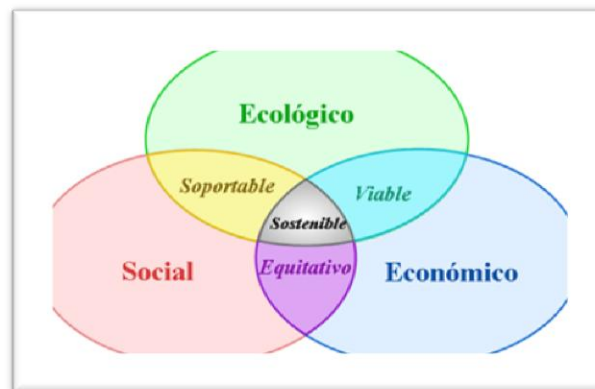 Ecológico
Soportable
Viable
Sostenible
Social
Equitativo
Económico